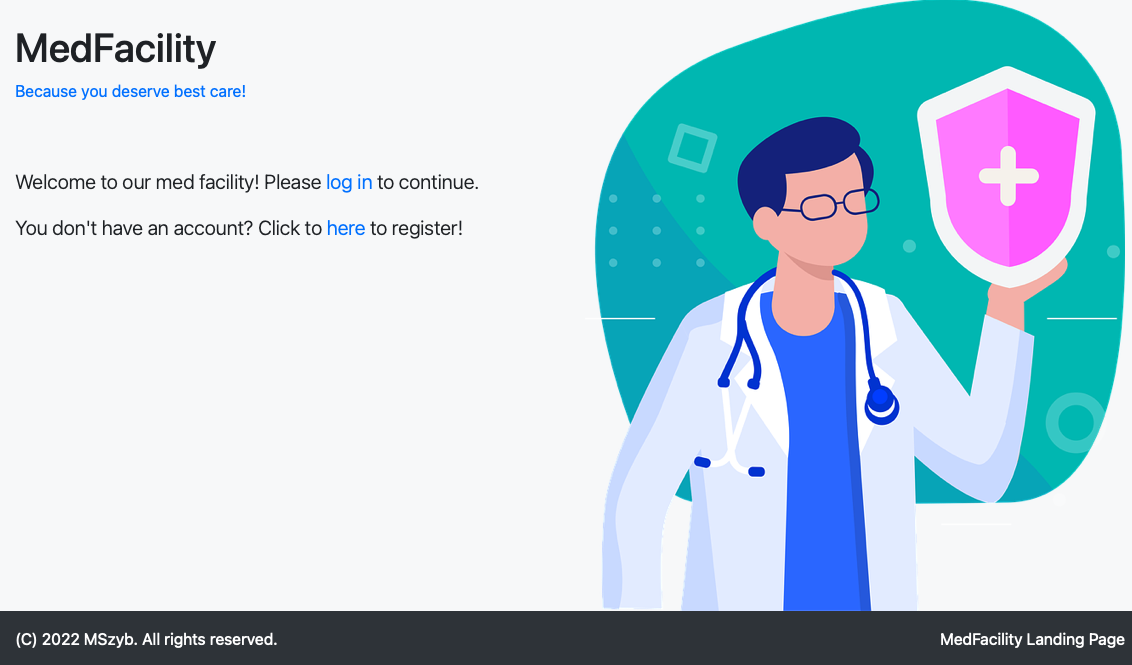 MedFacility
Because you deserve best care!
Welcome to our med facility! Please log in to continue.
You don't have an account? Click to here to register!
(C) 2022 MSzyb. All rights reserved.
MedFacility Landing Page